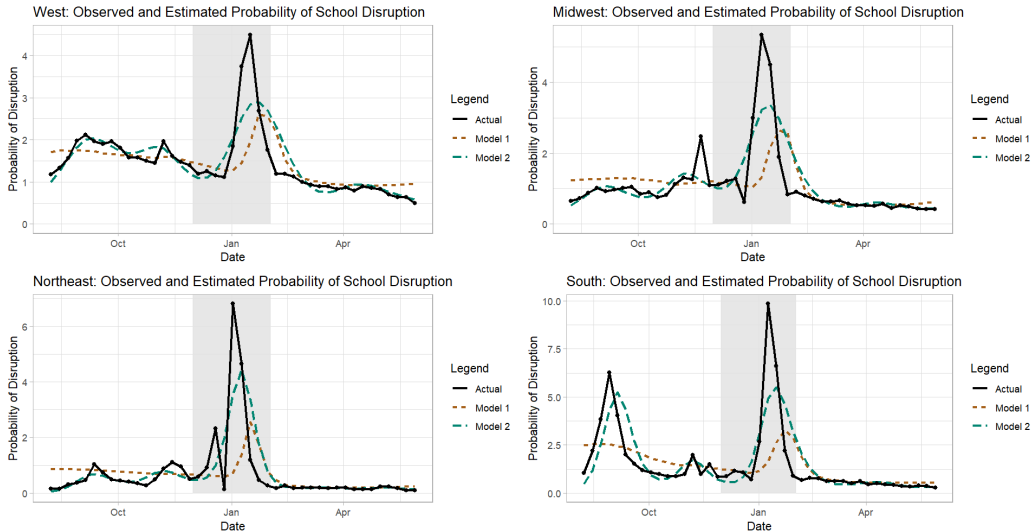 West: Observed and Estimated Probability of School Disruption
Probability of Disruption
4
3
2
1
0
Oct
Jan
Apr
Date
Legend
Actual
Model 1
Model 2
Midwest: Observed and Estimated Probability of School Disruption
Probability of Disruption
4
2
0
Oct
Jan
Apr
Date
Legend
Actual
Model 1
Model 2
Northeast: Observed and Estimated Probability of School Disruption
Probability of Disruption
6
4
2
0
Oct
Jan
Apr
Date
Legend
Actual
Model 1
Model 2
South: Observed and Estimated Probability of School Disruption
Probability of Disruption
10.0
7.5
5.0
2.5
0.0
Oct
Jan
Apr
Date
Legend
Actual
Model 1
Model 2